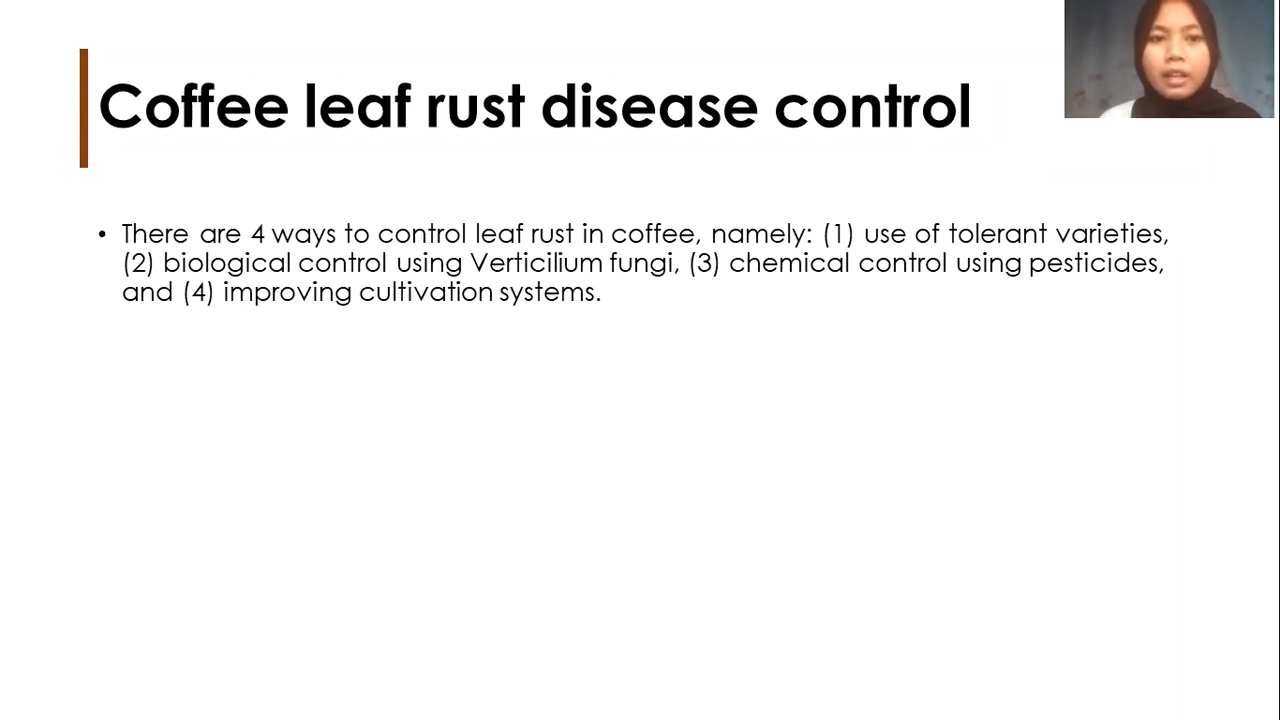 Coffee leaf rust disease control
• There are 4 ways to control leaf rust in coffee, namely: (1) use of tolerant varieties,
(2) biological control using Verticilium fungi, (3) chemical control using pesticides,
and (4) improving cultivation systems.